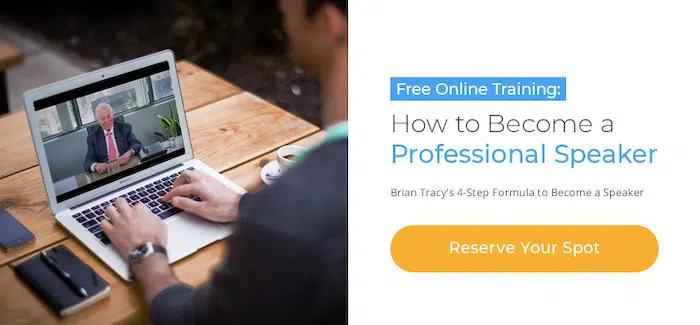 Free Online Training:
How to Become a
Professional Speaker
Brian Tracy's 4-Step Formula to Become a Speaker
Reserve Your Spot